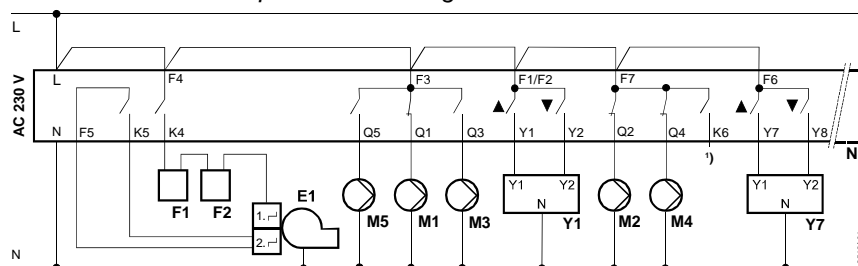 L
AC 230 V
L F4 F3 F1/F2 F7 F6
N F5 K5 K4 Q5 Q1 Q3 Y1 Y2 Q2 Q4 K6 Y7 Y8
N
1)
F1 F2 E1
1.
2.
M5 M1 M3
Y1 Y2
N
Y1
M2 M4
Y1 Y2
N
Y7
N